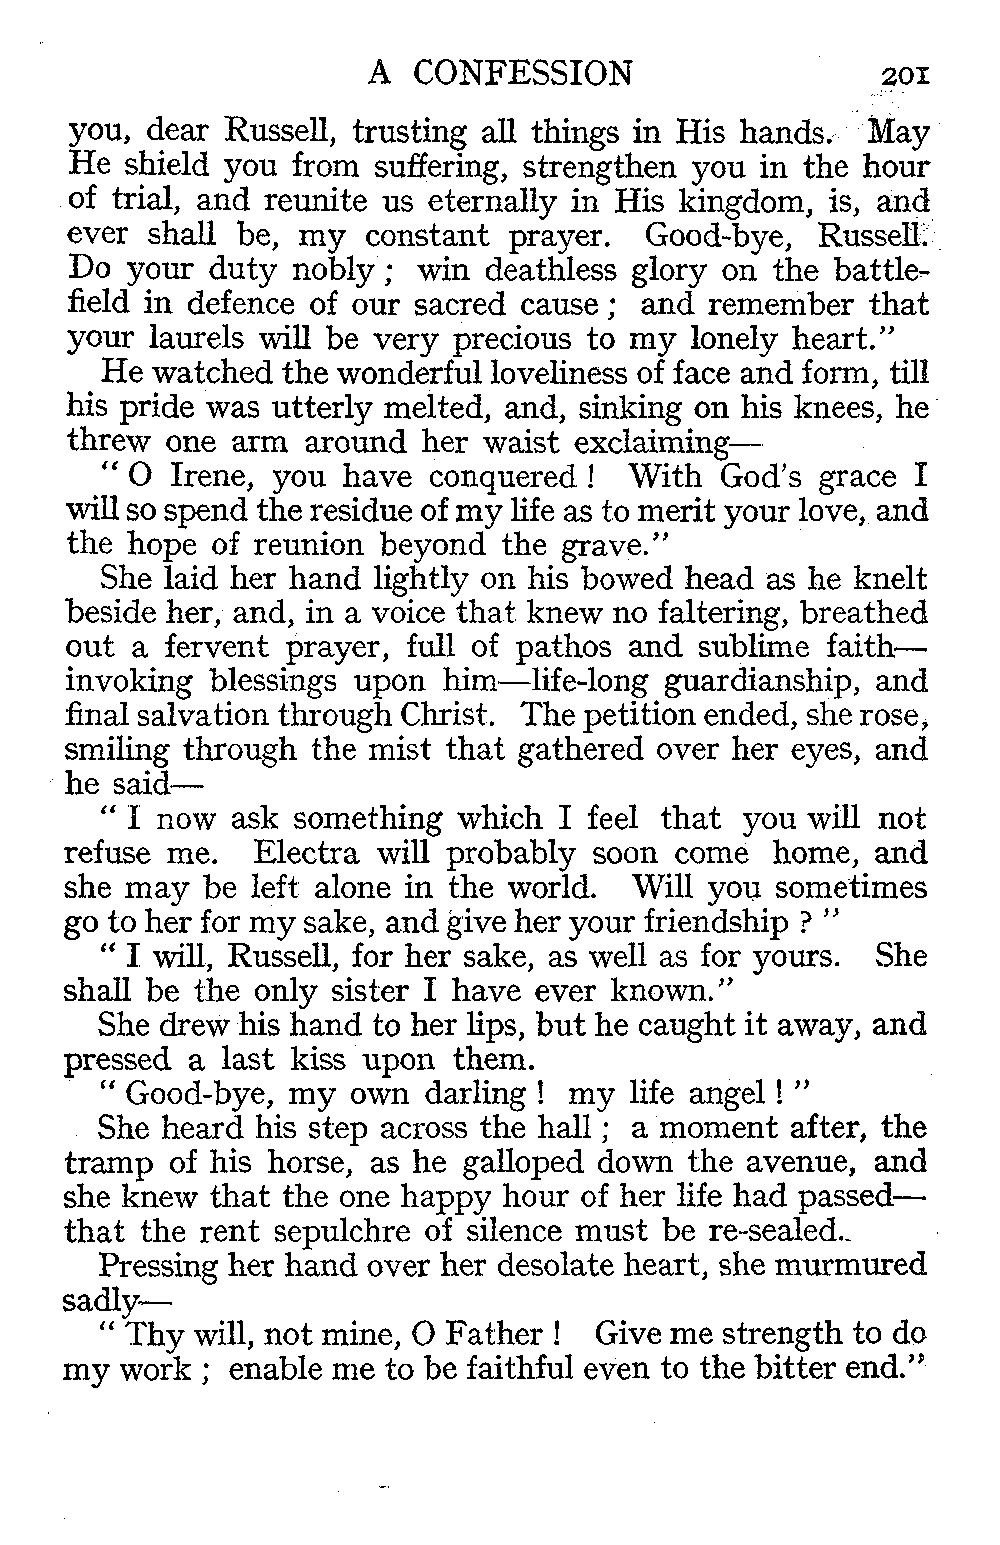 A CONFESSION 201
you, dear Russell, trusting all things in His hands. May
He shield you from suffering, strengthen you in the hour
of trial, and reunite us eternally in His kingdom, is, and
ever shall be, my constant prayer. Good-bye, Russell.
Do your duty nobly ; win deathless glory on the battle-
field in defence of our sacred cause ; and remember that
your laurels will be very precious to my lonely heart.”
He watched the wonderful loveliness of face and form, till
his pride was utterly melted, and, sinking on his knees, he
threw one arm around her waist exclaiming—
“ O Irene, you have conquered ! With God's grace I
will so spend the residue of my life as to merit your love, and
the hope of reunion beyond the grave.”
She laid her hand lightly on his bowed head as he knelt
beside her, and, in a voice that knew no faltering, breathed
out a fervent prayer, full of pathos and sublime faith—
invoking blessings upon him—life-long guardianship, and
final salvation through Christ. The petition ended, she rose,
smiling through the mist that gathered over her eyes, and
he said—
“ I now ask something which I feel that you will not
refuse me. Electra will probably soon come home, and
she may be left alone in the world. Will you sometimes
go to her for my sake, and give her your friendship ? ”
“ I will, Russell, for her sake, as well as for yours. She
shall be the only sister I have ever known.”
She drew his hand to her lips, but he caught it away, and
pressed a last kiss upon them.
“ Good-bye, my own darling ! my life angel ! ”
She heard his step across the hall ; a moment after, the
tramp of his horse, as he galloped down the avenue, and
she knew that the one happy hour of her life had passed—
that the rent sepulchre of silence must be re-sealed.
Pressing her hand over her desolate heart, she murmured
sadly—
“ Thy will, not mine, O Father ! Give me strength to do
my work ; enable me to be faithful even to the bitter end.”